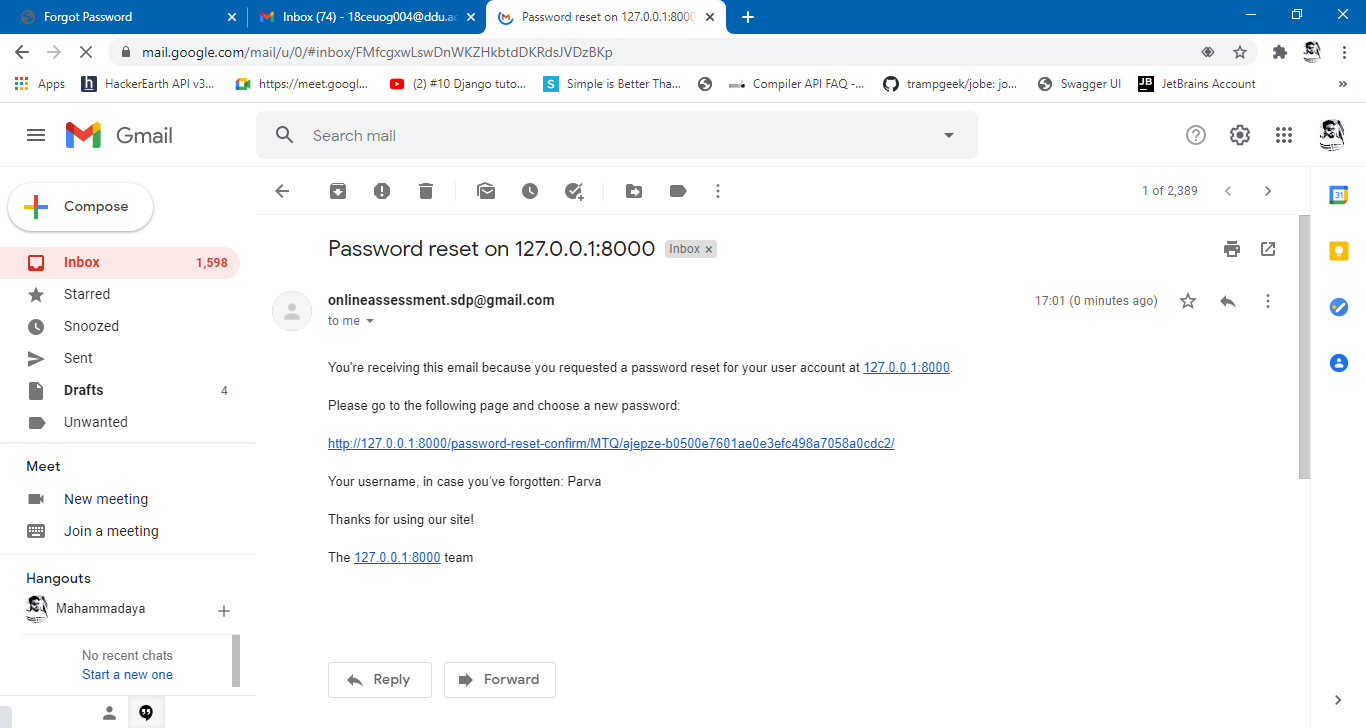 Forgot Password
Inbox (74) - 18ceuog004@ddu.ac
Password reset on 127.0.0.1:8000
mail.google.com/mail/u/0/#inbox/FMfcgxwLswDnWKZHkbtdDKRdsJVDzBKp
Apps
HackerEarth API v3...
https://meet.googl...
(2) #10 Django tuto...
Simple is Better Tha...
Compiler API FAQ -...
trampgeek/jobe: jo...
Swagger UI
JetBrains Account
Gmail
Search mail
Compose
1 of 2,389
Inbox 1,598
Starred
Snoozed
Sent
Drafts 4
Unwanted
Meet
New meeting
Join a meeting
Hangouts
Mahammadaya
No recent chats
Start a new one
Password reset on 127.0.0.1:8000 Inbox
onlineassessment.sdp@gmail.com 17:01 (0 minutes ago)
to me
You're receiving this email because you requested a password reset for your user account at 127.0.0.1:8000.
Please go to the following page and choose a new password:
http://127.0.0.1:8000/password-reset-confirm/MTQ/ajepze-b0500e7601ae0e3efc498a7058a0cdc2/
Your username, in case you've forgotten: Parva
Thanks for using our site!
The 127.0.0.1:8000 team
Reply
Forward
31